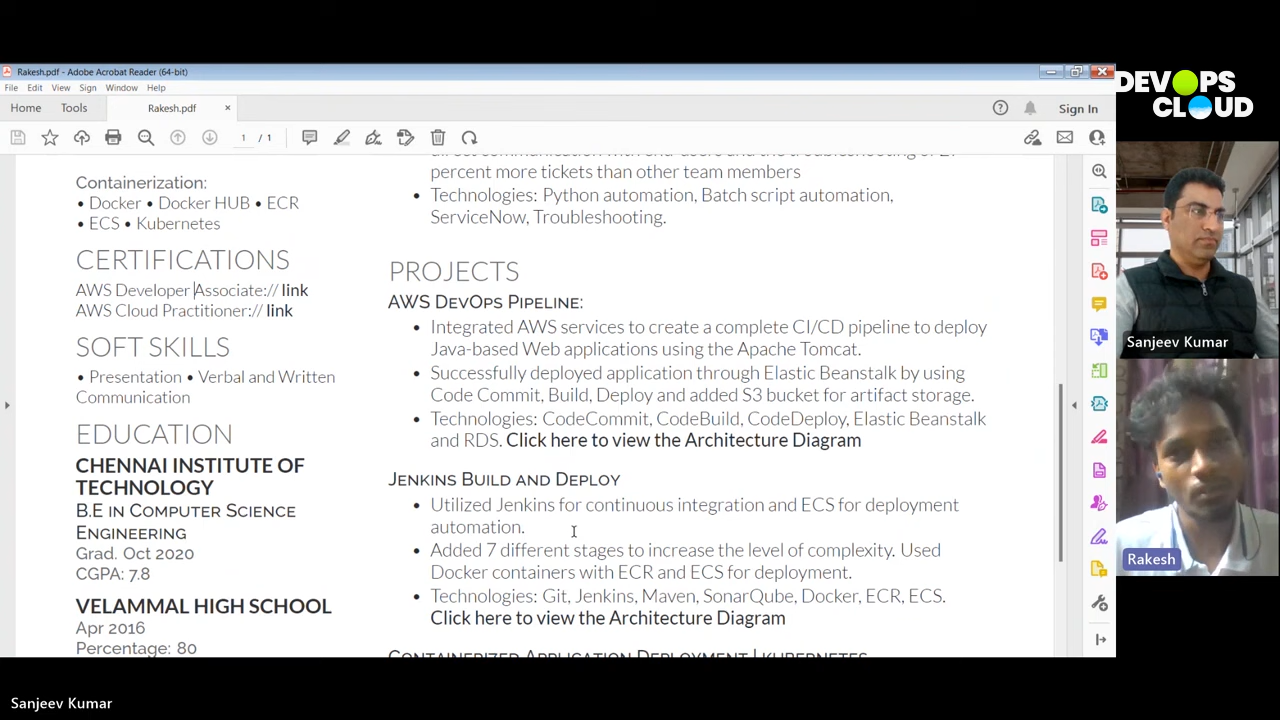 Rakesh.pdf - Adobe Acrobat Reader (64-bit)
File Edit View Sign Window Help
Home Tools Rakesh.pdf × Sign In
1 / 1
Containerization:
• Docker • Docker HUB • ECR
• ECS • Kubernetes
CERTIFICATIONS
AWS Developer Associate:// link
AWS Cloud Practitioner:// link
SOFT SKILLS
• Presentation • Verbal and Written
Communication
EDUCATION
CHENNAI INSTITUTE OF
TECHNOLOGY
B.E in Computer Science
Engineering
Grad. Oct 2020
CGPA: 7.8
VELAMMAL HIGH SCHOOL
Apr 2016
Percentage: 80
percent more tickets than other team members
• Technologies: Python automation, Batch script automation,
ServiceNow, Troubleshooting.
PROJECTS
AWS DevOps Pipeline:
• Integrated AWS services to create a complete CI/CD pipeline to deploy
Java-based Web applications using the Apache Tomcat.
• Successfully deployed application through Elastic Beanstalk by using
Code Commit, Build, Deploy and added S3 bucket for artifact storage.
• Technologies: CodeCommit, CodeBuild, CodeDeploy, Elastic Beanstalk
and RDS. Click here to view the Architecture Diagram
Jenkins Build and Deploy
• Utilized Jenkins for continuous integration and ECS for deployment
automation.
• Added 7 different stages to increase the level of complexity. Used
Docker containers with ECR and ECS for deployment.
• Technologies: Git, Jenkins, Maven, SonarQube, Docker, ECR, ECS.
Click here to view the Architecture Diagram
Containerized Application Deployment | Kubernetes
DEVOPS
CLOUD
Sanjeev Kumar
Rakesh
Sanjeev Kumar